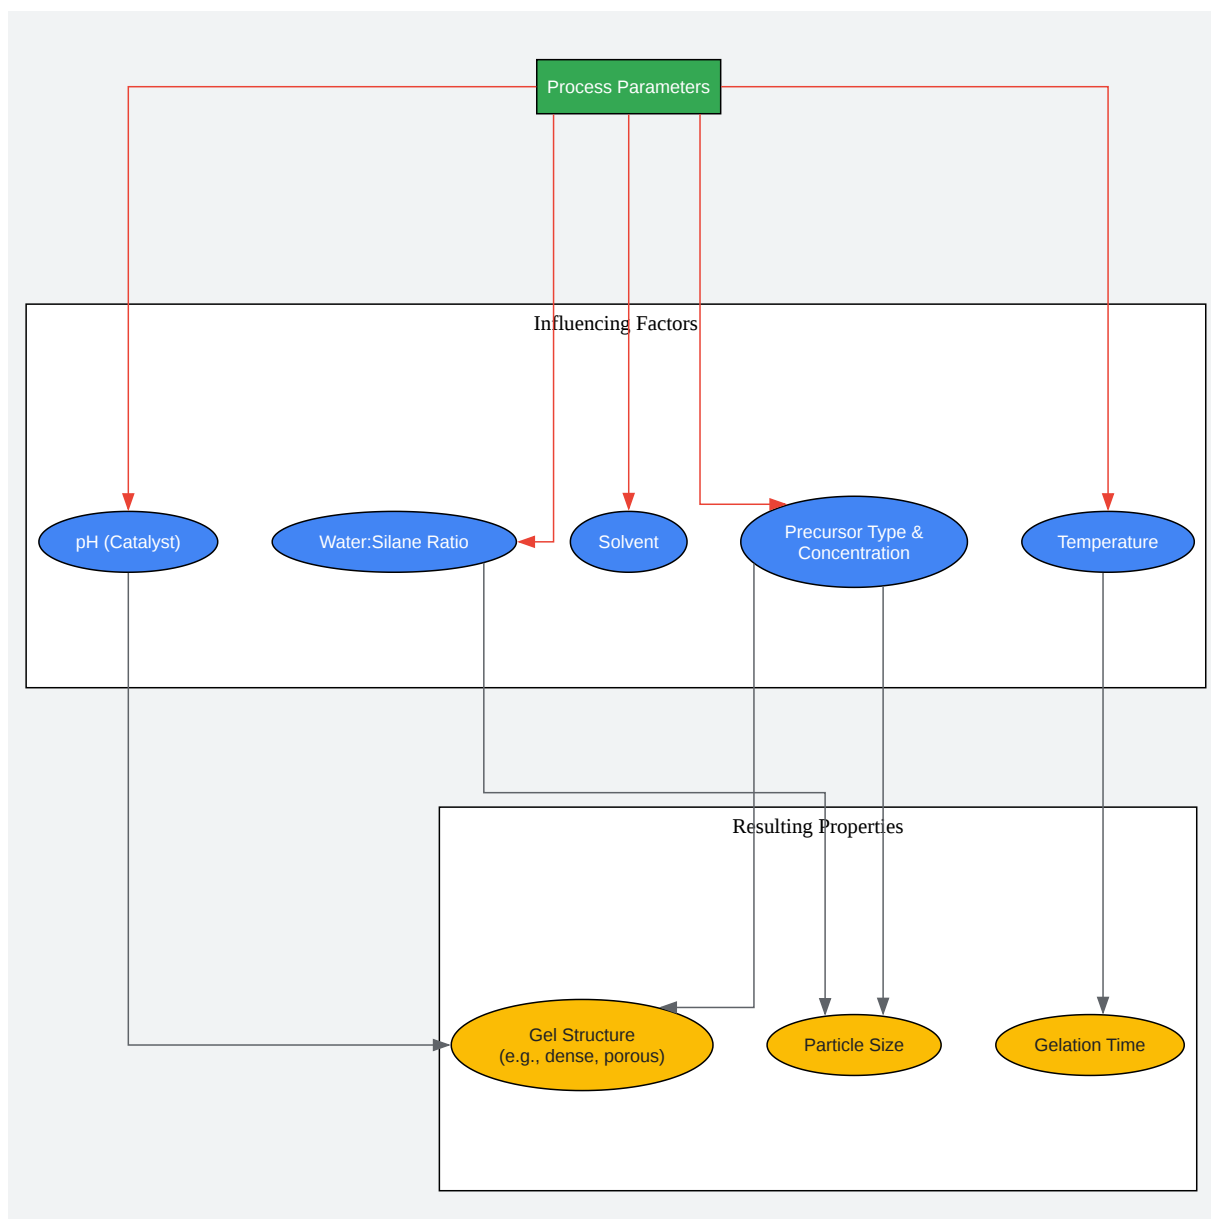 Process Parameters
Influencing Factors
pH (Catalyst)
Water:Silane Ratio
Solvent
Precursor Type &
Concentration
Temperature
Resulting Properties
Gel Structure
(e.g., dense, porous)
Particle Size
Gelation Time